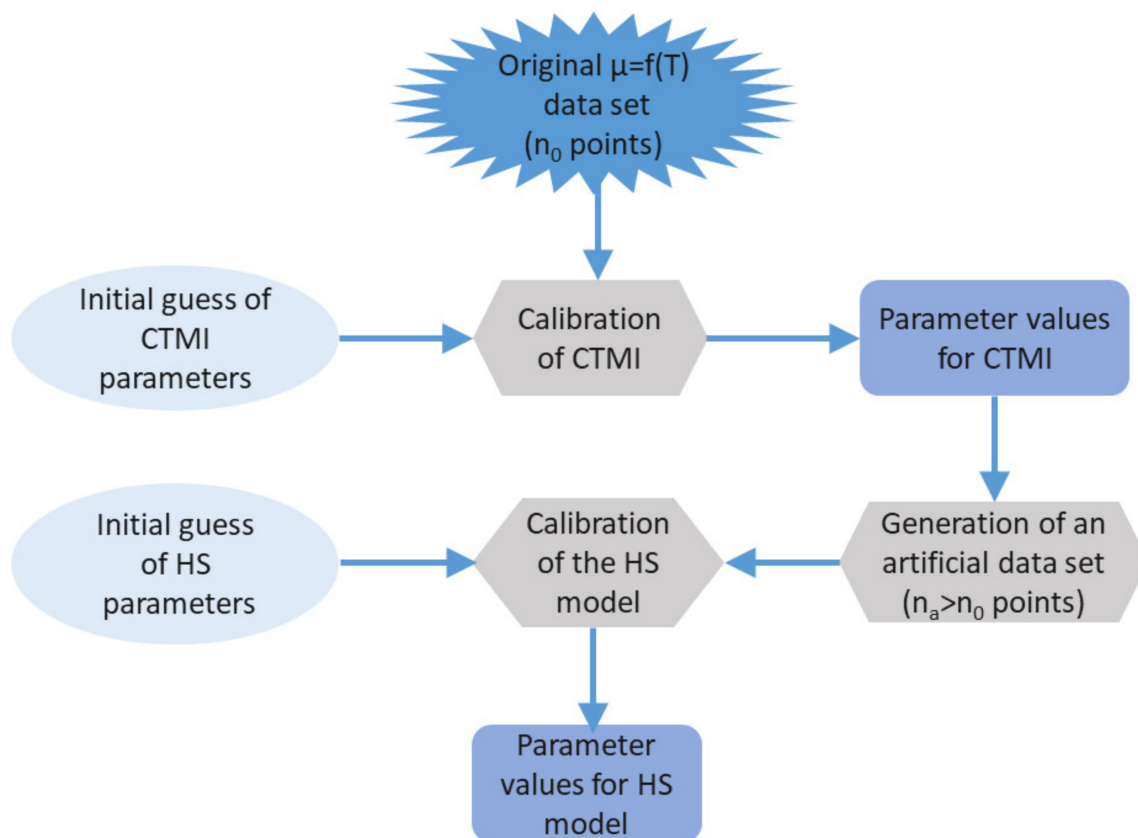 Original µ=f(T)
data set
(n₀ points)
Initial guess of
CTMI
parameters
Calibration
of CTMI
Parameter values
for CTMI
Initial guess
of HS
parameters
Calibration
of the HS
model
Generation of an
artificial data set
(nₐ>n₀ points)
Parameter
values for HS
model